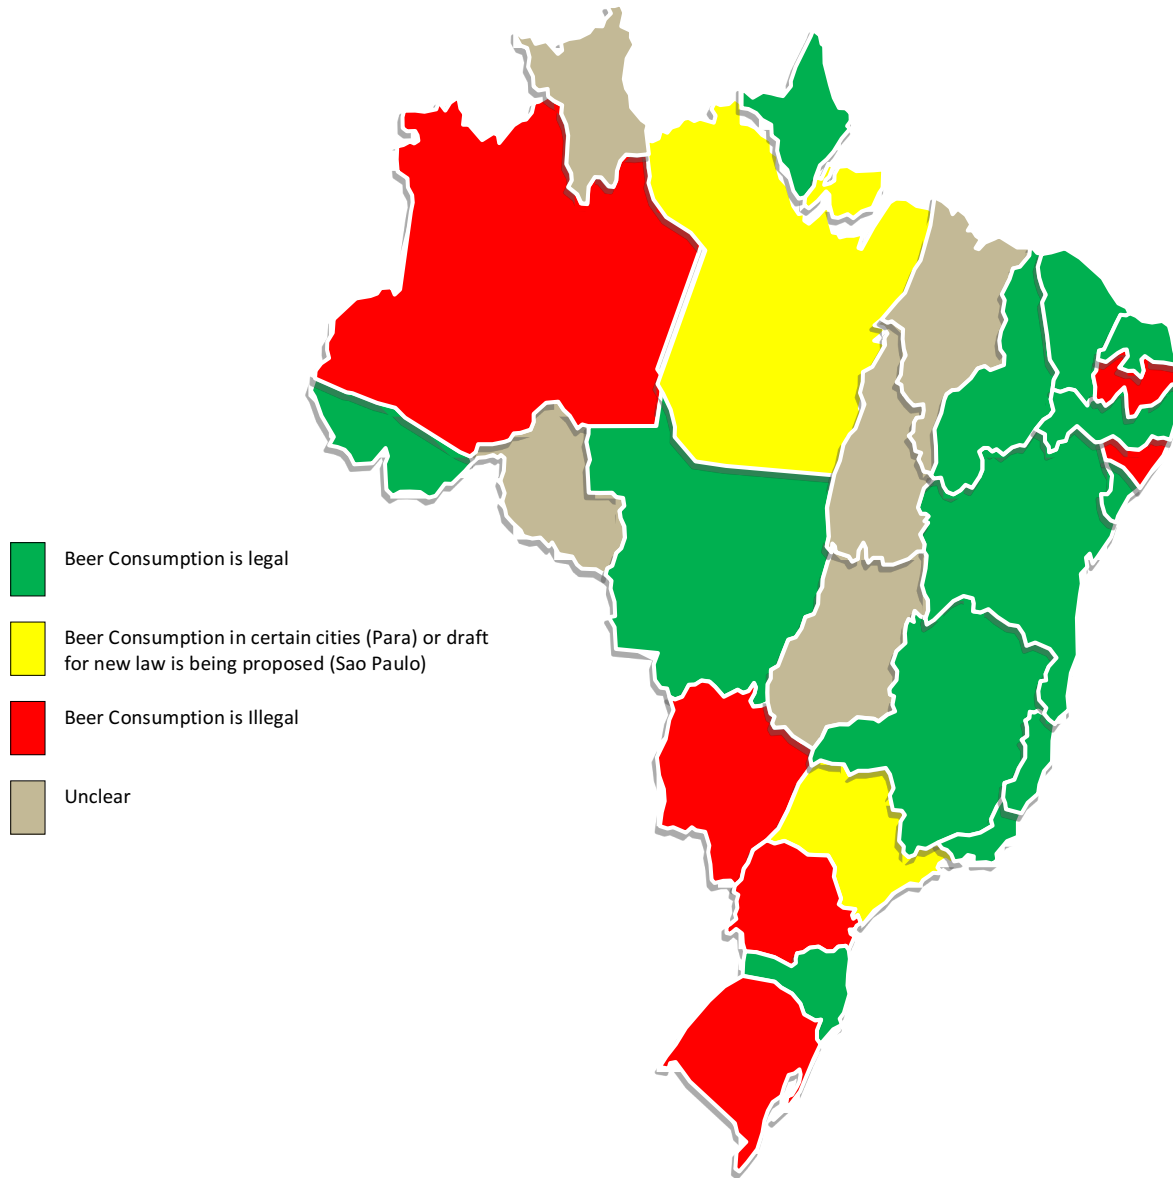 Beer Consumption is legal
Beer Consumption in certain cities (Para) or draft
for new law is being proposed (Sao Paulo)
Beer Consumption is Illegal
Unclear